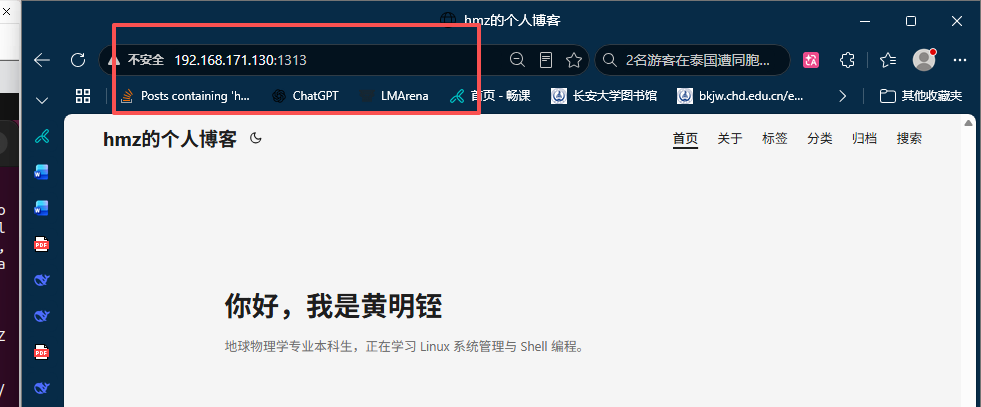 hmz的个人博客
不安全 192.168.171.130:1313
2名游客在泰国遭同胞...
Posts containing 'h... ChatGPT LMArena 首页 - 畅课 长安大学图书馆 bkjw.chd.edu.cn/e... 其他收藏夹
hmz的个人博客
首页 关于 标签 分类 归档 搜索
你好，我是黄明铚
地球物理学专业本科生，正在学习 Linux 系统管理与 Shell 编程。